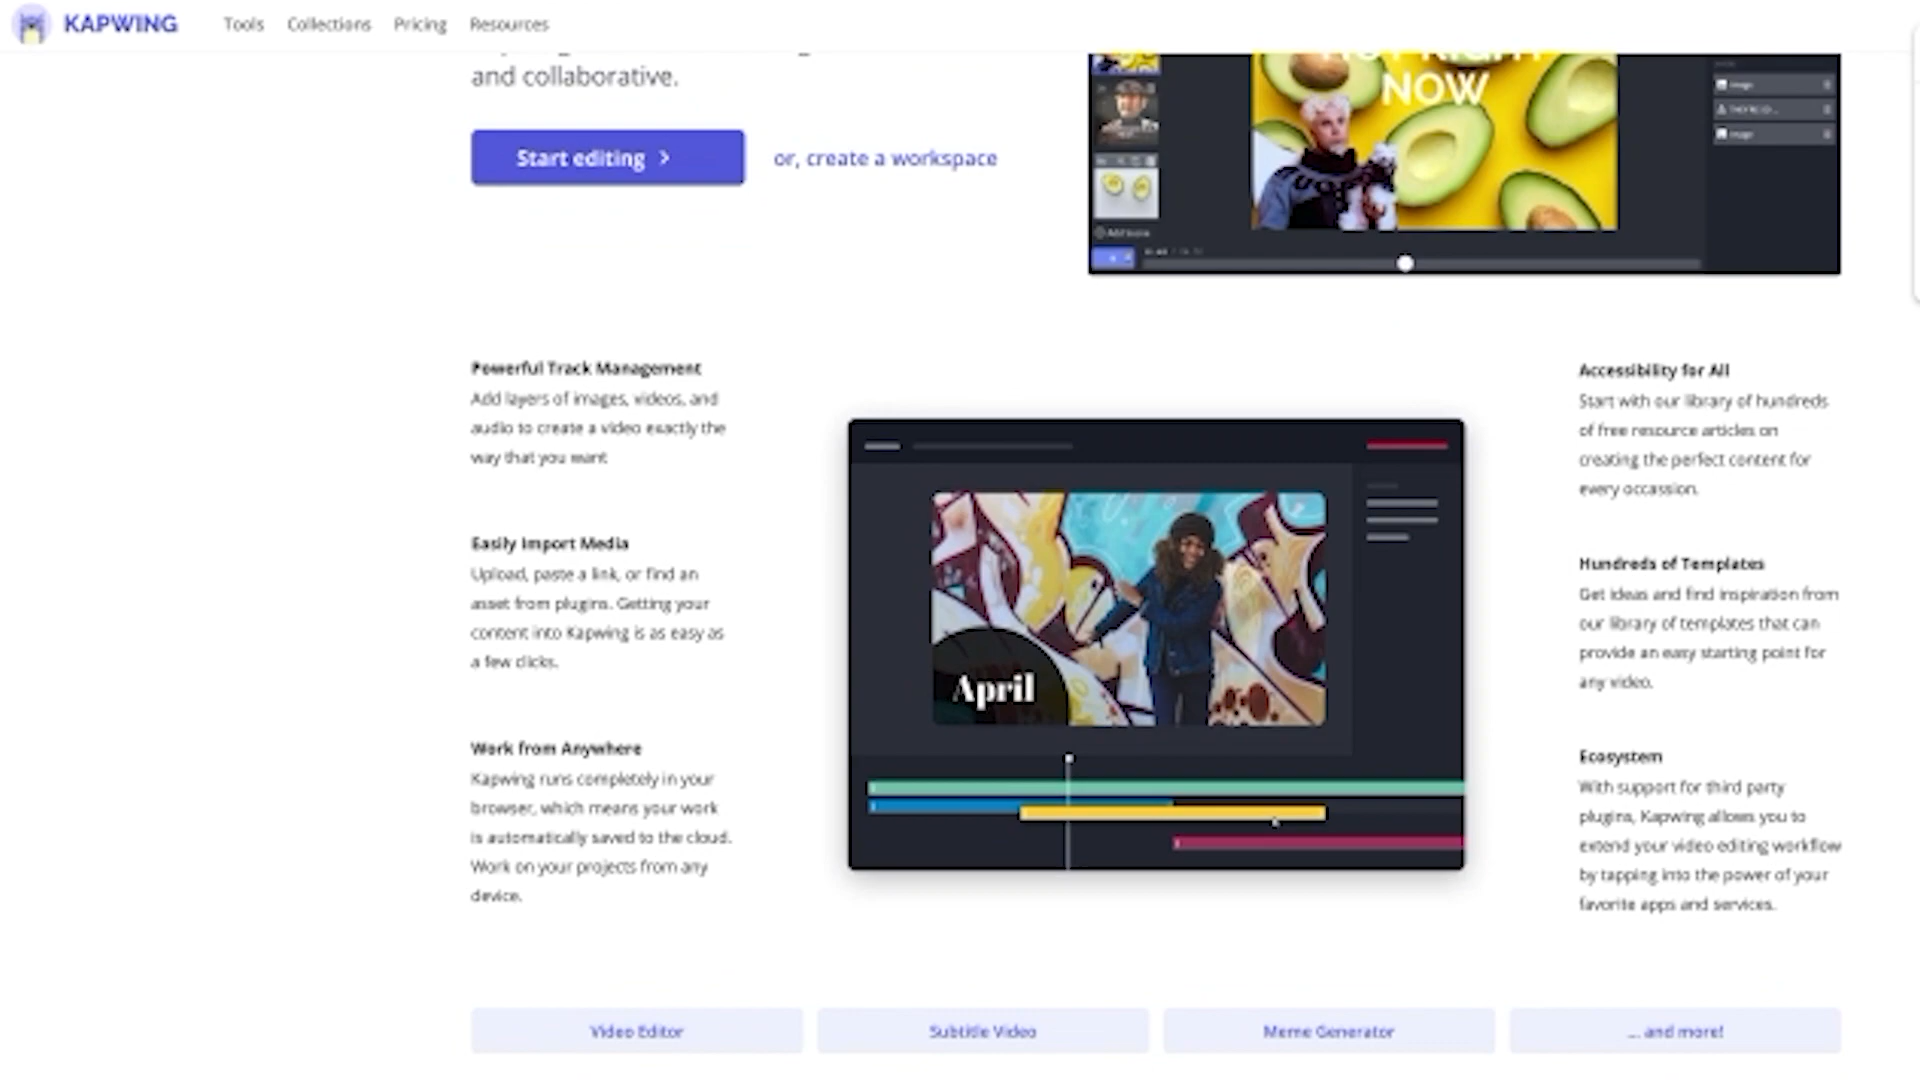 KAPWING
Tools
Collections
Pricing
Resources
and collaborative.
Start editing
or, create a workspace
NOW
Powerful Track Management
Add layers of images, videos, and
audio to create a video exactly the
way that you want
Easily Import Media
Upload, paste a link, or find an
asset from plugins. Getting your
content into Kapwing is as easy as
a few clicks.
Work from Anywhere
Kapwing runs completely in your
browser, which means your work
is automatically saved to the cloud.
Work on your projects from any
device.
April
Accessibility for All
Start with our library of hundreds
of free resource articles on
creating the perfect content for
every occassion.
Hundreds of Templates
Get ideas and find inspiration from
our library of templates that can
provide an easy starting point for
any video.
Ecosystem
With support for third party
plugins, Kapwing allows you to
extend your video editing workflow
by tapping into the power of your
favorite apps and services.
Video Editor
Subtitle Video
Meme Generator
... and more!